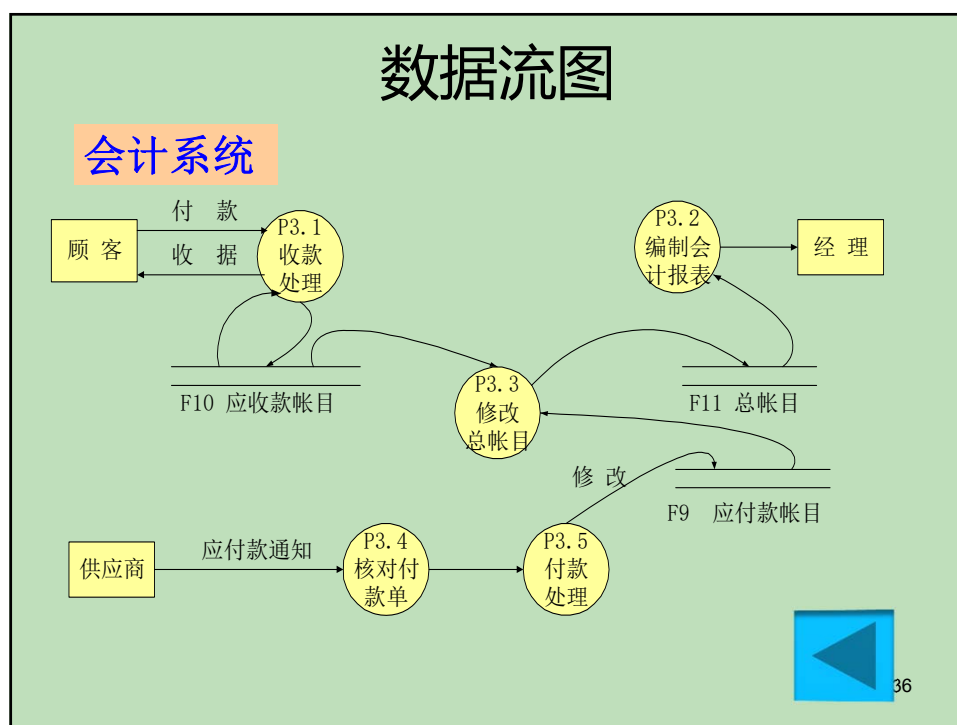 数据流图
会计系统
付 款
顾 客
收 据
P3.1
收款
处理
P3.2
编制会
计报表
经 理
F10 应收款帐目
P3.3
修改
总帐目
F11 总帐目
修 改
F9 应付款帐目
供应商
应付款通知
P3.4
核对付
款单
P3.5
付款
处理
36